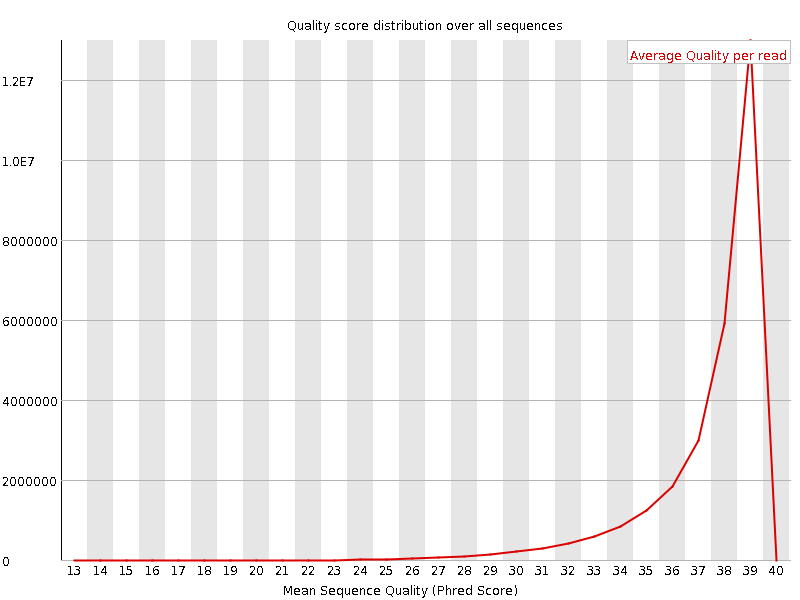 Quality score distribution over all sequences
Average Quality per read
1.2E7
1.0E7
8000000
6000000
4000000
2000000
0
13 14 15 16 17 18 19 20 21 22 23 24 25 26 27 28 29 30 31 32 33 34 35 36 37 38 39 40
Mean Sequence Quality (Phred Score)